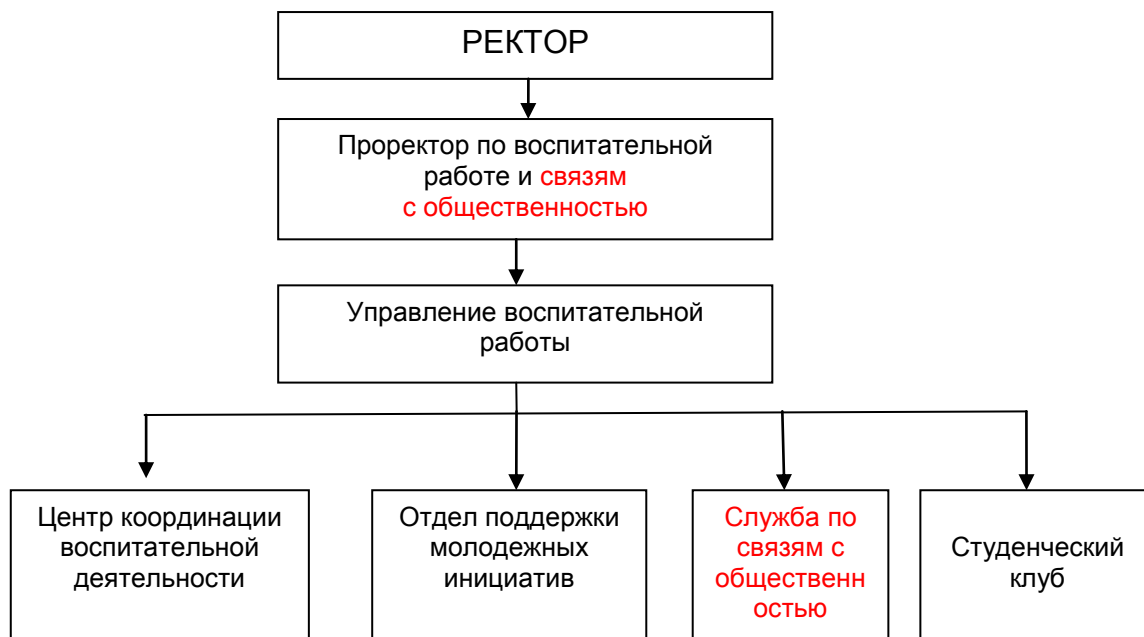 РЕКТОР
Проректор по воспитательной
работе и связям
с общественностью
Управление воспитательной
работы
Центр координации
воспитательной
деятельности
Отдел поддержки
молодежных
инициатив
Служба по
связям с
общественн
остью
Студенческий
клуб